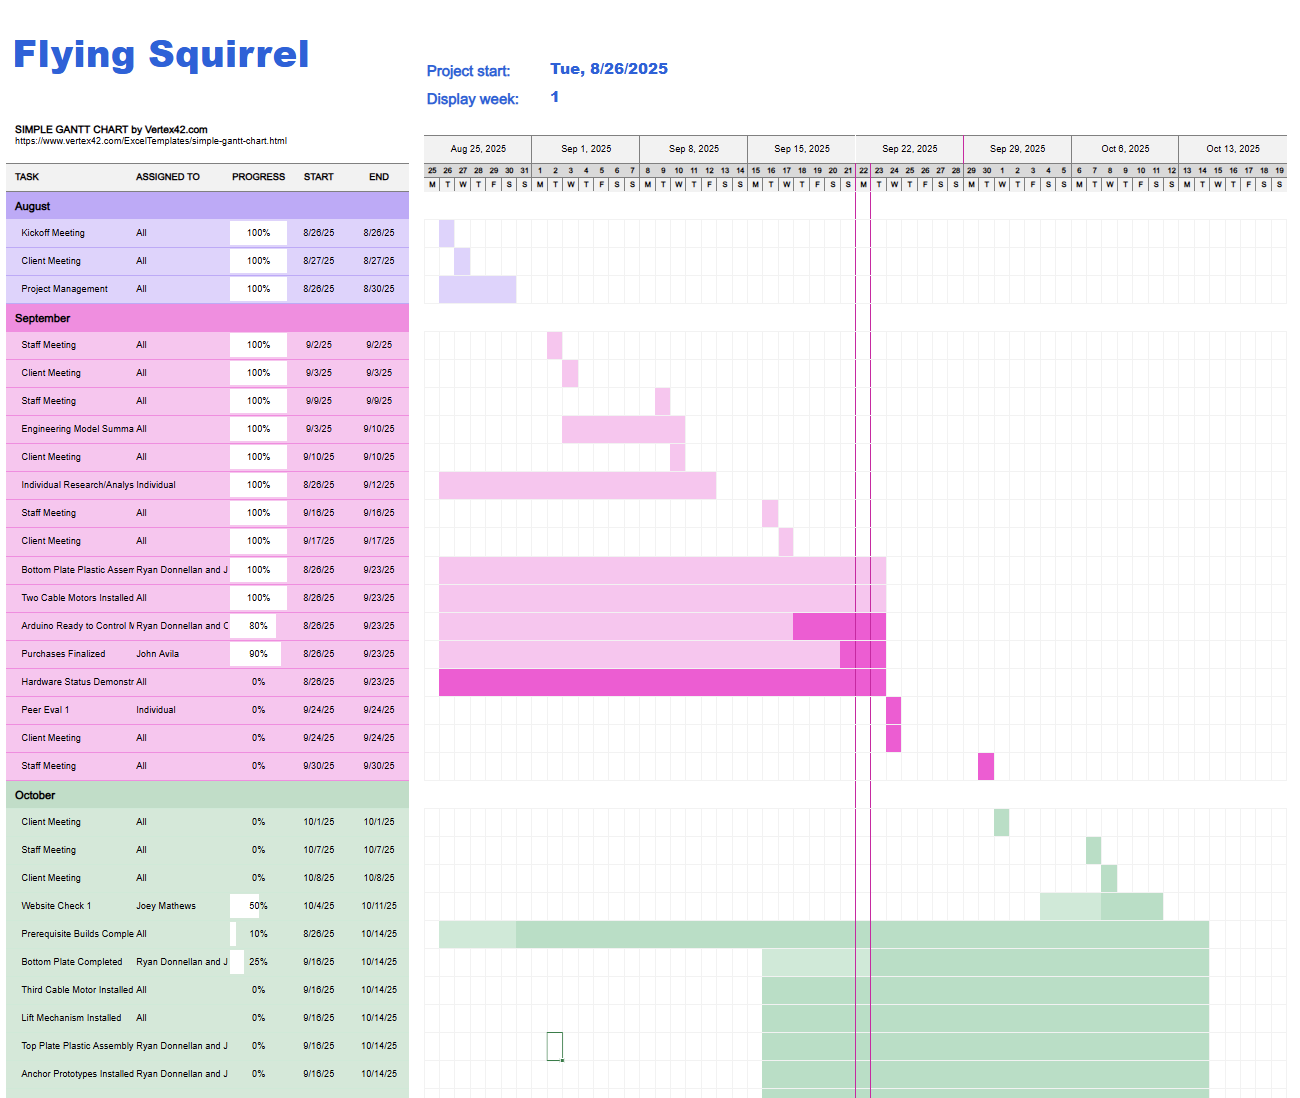 Flying Squirrel
Project start: Tue, 8/26/2025
Display week: 1
SIMPLE GANTT CHART by Vertex42.com
https://www.vertex42.com/ExcelTemplates/simple-gantt-chart.html
Aug 25, 2025 Sep 1, 2025 Sep 8, 2025 Sep 15, 2025 Sep 22, 2025 Sep 29, 2025 Oct 6, 2025 Oct 13, 2025
25 26 27 28 29 30 31 1 2 3 4 5 6 7 8 9 10 11 12 13 14 15 16 17 18 19 20 21 22 23 24 25 26 27 28 29 30 1 2 3 4 5 6 7 8 9 10 11 12 13 14 15 16 17 18 19
TASK ASSIGNED TO PROGRESS START END
M T W T F S S M T W T F S S M T W T F S S M T W T F S S M T W T F S S M T W T F S S M T W T F S S M T W T F S S
August
Kickoff Meeting All 100% 8/26/25 8/26/25
Client Meeting All 100% 8/27/25 8/27/25
Project Management All 100% 8/26/25 8/30/25
September
Staff Meeting All 100% 9/2/25 9/2/25
Client Meeting All 100% 9/3/25 9/3/25
Staff Meeting All 100% 9/9/25 9/9/25
Engineering Model Summa All 100% 9/3/25 9/10/25
Client Meeting All 100% 9/10/25 9/10/25
Individual Research/Analys Individual 100% 8/26/25 9/12/25
Staff Meeting All 100% 9/16/25 9/16/25
Client Meeting All 100% 9/17/25 9/17/25
Bottom Plate Plastic Assem Ryan Donnellan and J 100% 8/26/25 9/23/25
Two Cable Motors Installed All 100% 8/26/25 9/23/25
Arduino Ready to Control M Ryan Donnellan and C 80% 8/26/25 9/23/25
Purchases Finalized John Avila 90% 8/26/25 9/23/25
Hardware Status Demonstr All 0% 8/26/25 9/23/25
Peer Eval 1 Individual 0% 9/24/25 9/24/25
Client Meeting All 0% 9/24/25 9/24/25
Staff Meeting All 0% 9/30/25 9/30/25
October
Client Meeting All 0% 10/1/25 10/1/25
Staff Meeting All 0% 10/7/25 10/7/25
Client Meeting All 0% 10/8/25 10/8/25
Website Check 1 Joey Mathews 50% 10/4/25 10/11/25
Prerequisite Builds Comple All 10% 8/26/25 10/14/25
Bottom Plate Completed Ryan Donnellan and J 25% 9/16/25 10/14/25
Third Cable Motor Installed All 0% 9/16/25 10/14/25
Lift Mechanism Installed All 0% 9/16/25 10/14/25
Top Plate Plastic Assembly Ryan Donnellan and J 0% 9/16/25 10/14/25
Anchor Prototypes Installed Ryan Donnellan and J 0% 9/16/25 10/14/25